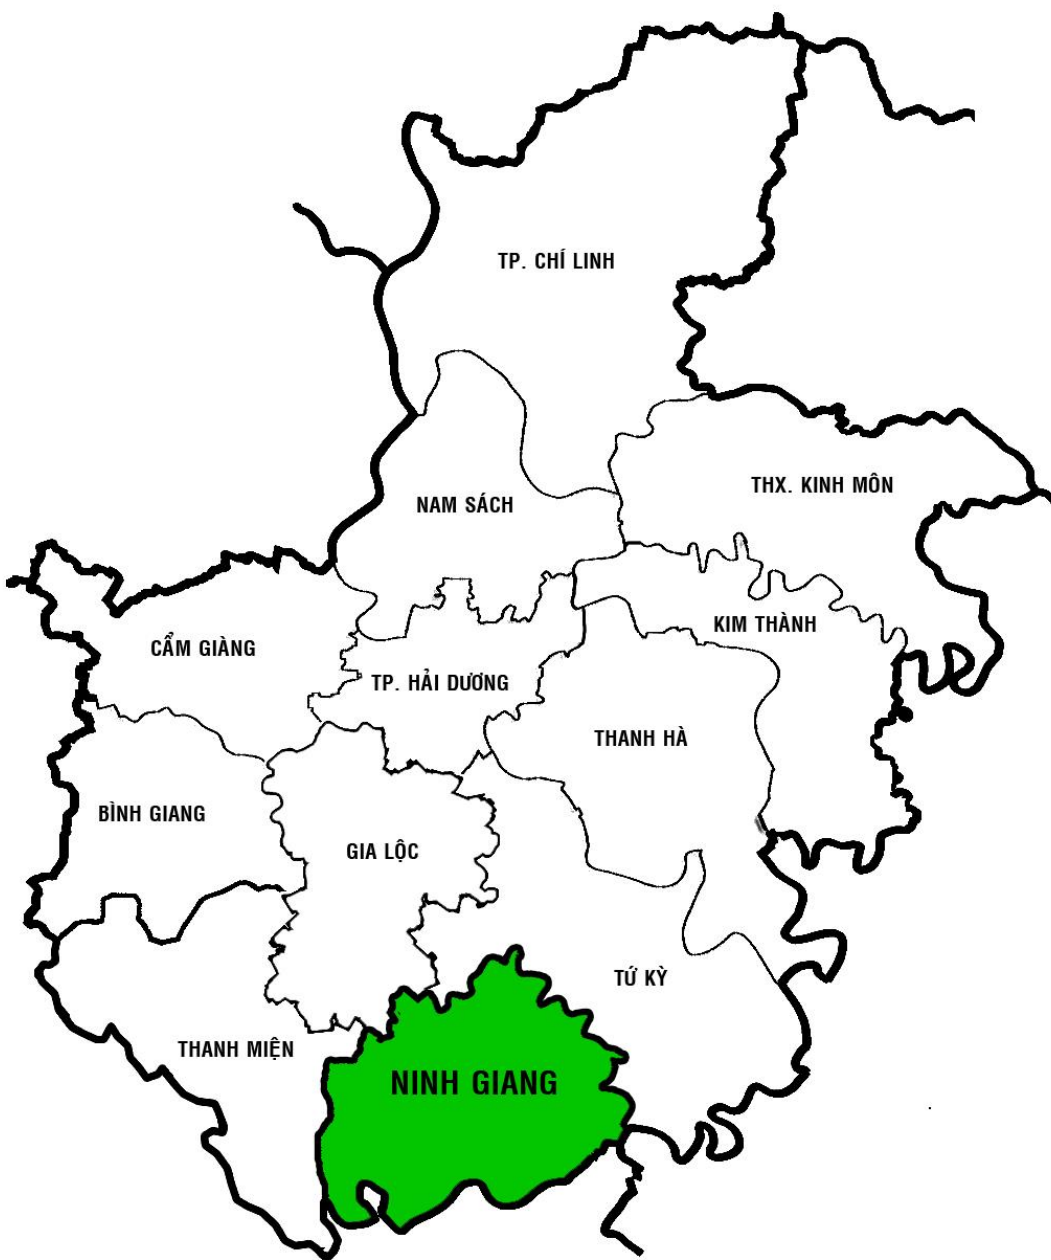 TP. CHÍ LINH
THX. KINH MÔN
NAM SÁCH
KIM THÀNH
CẨM GIÀNG
TP. HẢI DƯƠNG
THANH HÀ
BÌNH GIANG
GIA LỘC
TỨ KỲ
THANH MIỆN
NINH GIANG